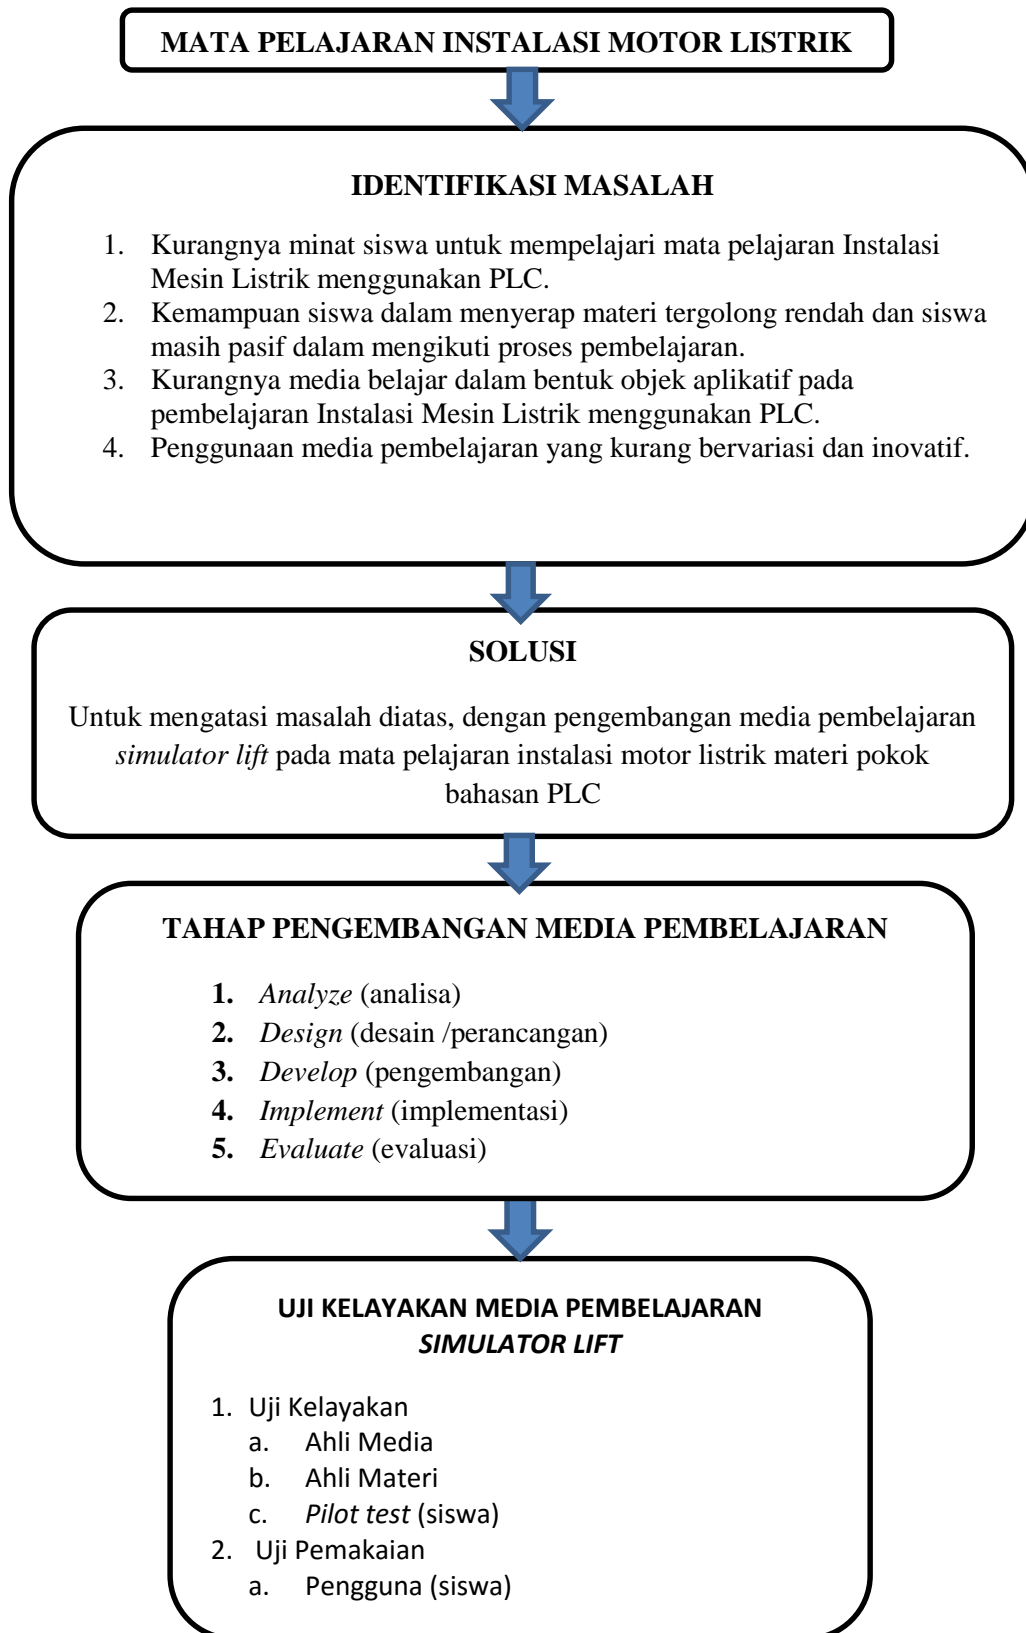 MATA PELAJARAN INSTALASI MOTOR LISTRIK
IDENTIFIKASI MASALAH
1. Kurangnya minat siswa untuk mempelajari mata pelajaran Instalasi
Mesin Listrik menggunakan PLC.
2. Kemampuan siswa dalam menyerap materi tergolong rendah dan siswa
masih pasif dalam mengikuti proses pembelajaran.
3. Kurangnya media belajar dalam bentuk objek aplikatif pada
pembelajaran Instalasi Mesin Listrik menggunakan PLC.
4. Penggunaan media pembelajaran yang kurang bervariasi dan inovatif.
SOLUSI
Untuk mengatasi masalah diatas, dengan pengembangan media pembelajaran
simulator lift pada mata pelajaran instalasi motor listrik materi pokok
bahasan PLC
TAHAP PENGEMBANGAN MEDIA PEMBELAJARAN
1. Analyze (analisa)
2. Design (desain /perancangan)
3. Develop (pengembangan)
4. Implement (implementasi)
5. Evaluate (evaluasi)
UJI KELAYAKAN MEDIA PEMBELAJARAN
SIMULATOR LIFT
1. Uji Kelayakan
a. Ahli Media
b. Ahli Materi
c. Pilot test (siswa)
2. Uji Pemakaian
a. Pengguna (siswa)